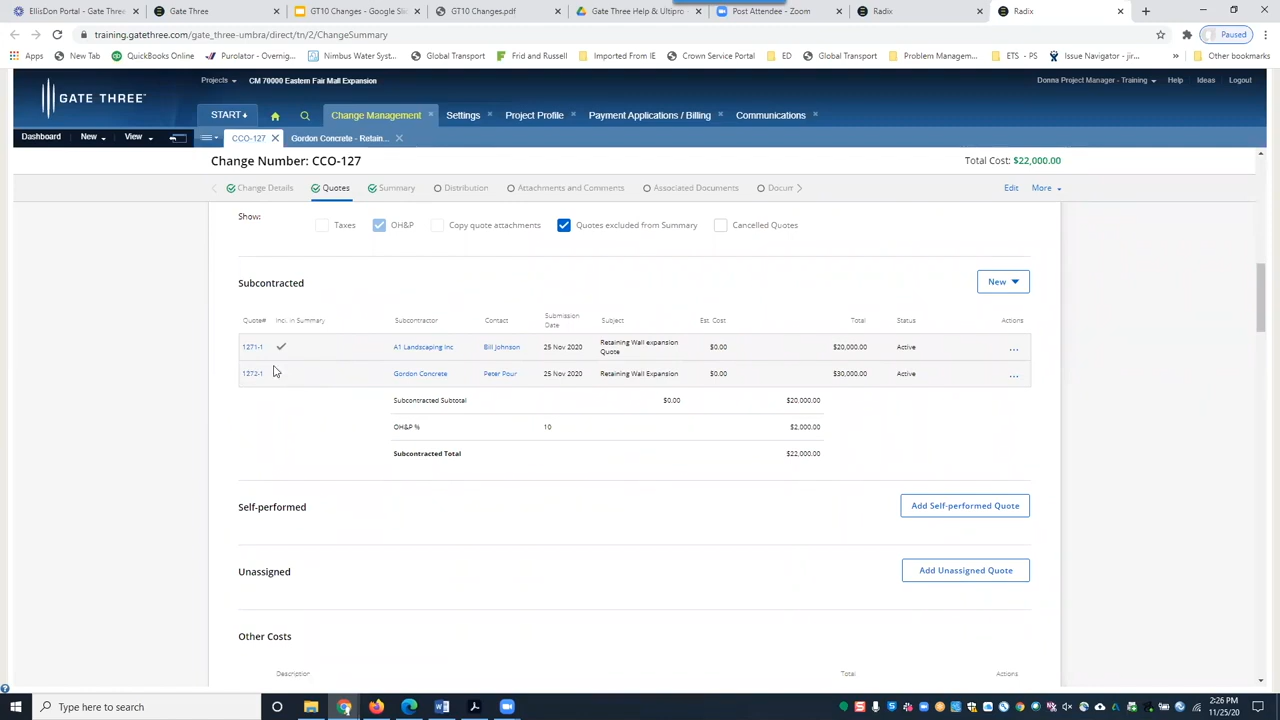 EllisDon Project Management S
Gate Three
GT10 Changes Slides - Google Sl
GT10 Changes.pdf
Gate Three Help & Ultipro
Post Attendee - Zoom
Radix
Radix
training.gatethree.com/gate_three-umbra/direct/tn/2/ChangeSummary
Paused
Apps
New Tab
QuickBooks Online
Purolator - Overnig...
Nimbus Water Syst...
Global Transport
Frid and Russell
Imported From IE
Crown Service Portal
ED
Global Transport
Problem Managem...
ETS - PS
Issue Navigator - jir...
»
Other bookmarks
GATE THREE
Projects
CM 70000 Eastern Fair Mall Expansion
Donna Project Manager - Training
Help
Ideas
Logout
START
Change Management
Settings
Project Profile
Payment Applications / Billing
Communications
Dashboard
New
View
CCO-127
Gordon Concrete - Retain...
Change Number: CCO-127
Total Cost: $22,000.00
Change Details
Quotes
Summary
Distribution
Attachments and Comments
Associated Documents
Docum
Edit
More
Show:
Taxes
OH&P
Copy quote attachments
Quotes excluded from Summary
Cancelled Quotes
Subcontracted
New
Quote#
Incl. in Summary
Subcontractor
Contact
Submission
Date
Subject
Est. Cost
Total
Status
Actions
1271-1
A1 Landscaping Inc
Bill Johnson
25 Nov 2020
Retaining Wall expansion
Quote
$0.00
$20,000.00
Active
...
1272-1
Gordon Concrete
Peter Pour
25 Nov 2020
Retaining Wall Expansion
$0.00
$30,000.00
Active
...
Subcontracted Subtotal
$0.00
$20,000.00
OH&P %
10
$2,000.00
Subcontracted Total
$22,000.00
Self-performed
Add Self-performed Quote
Unassigned
Add Unassigned Quote
Other Costs
Description
Total
Actions
Type here to search
2:26 PM
11/25/20